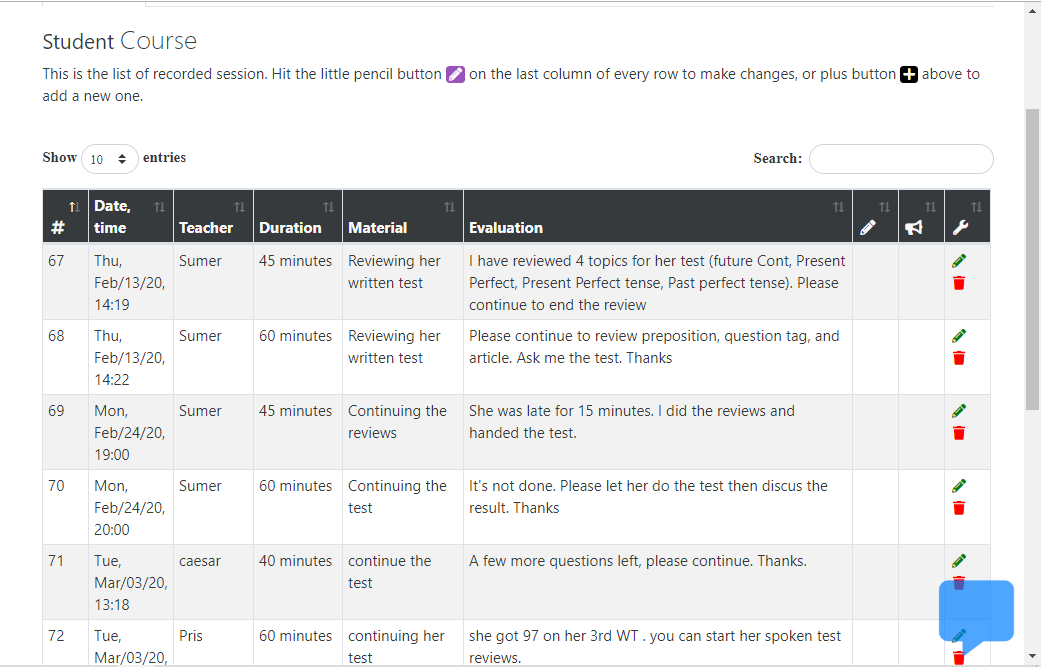 Student Course
This is the list of recorded session. Hit the little pencil button on the last column of every row to make changes, or plus button above to
add a new one.
Show 10 entries
Search:
# Date, time Teacher Duration Material Evaluation
67 Thu, Feb/13/20, 14:19 Sumer 45 minutes Reviewing her written test I have reviewed 4 topics for her test (future Cont, Present Perfect, Present Perfect tense, Past perfect tense). Please continue to end the review
68 Thu, Feb/13/20, 14:22 Sumer 60 minutes Reviewing her written test Please continue to review preposition, question tag, and article. Ask me the test. Thanks
69 Mon, Feb/24/20, 19:00 Sumer 45 minutes Continuing the reviews She was late for 15 minutes. I did the reviews and handed the test.
70 Mon, Feb/24/20, 20:00 Sumer 60 minutes Continuing the test It's not done. Please let her do the test then discus the result. Thanks
71 Tue, Mar/03/20, 13:18 caesar 40 minutes continue the test A few more questions left, please continue. Thanks.
72 Tue, Mar/03/20, Pris 60 minutes continuing her test she got 97 on her 3rd WT . you can start her spoken test reviews.